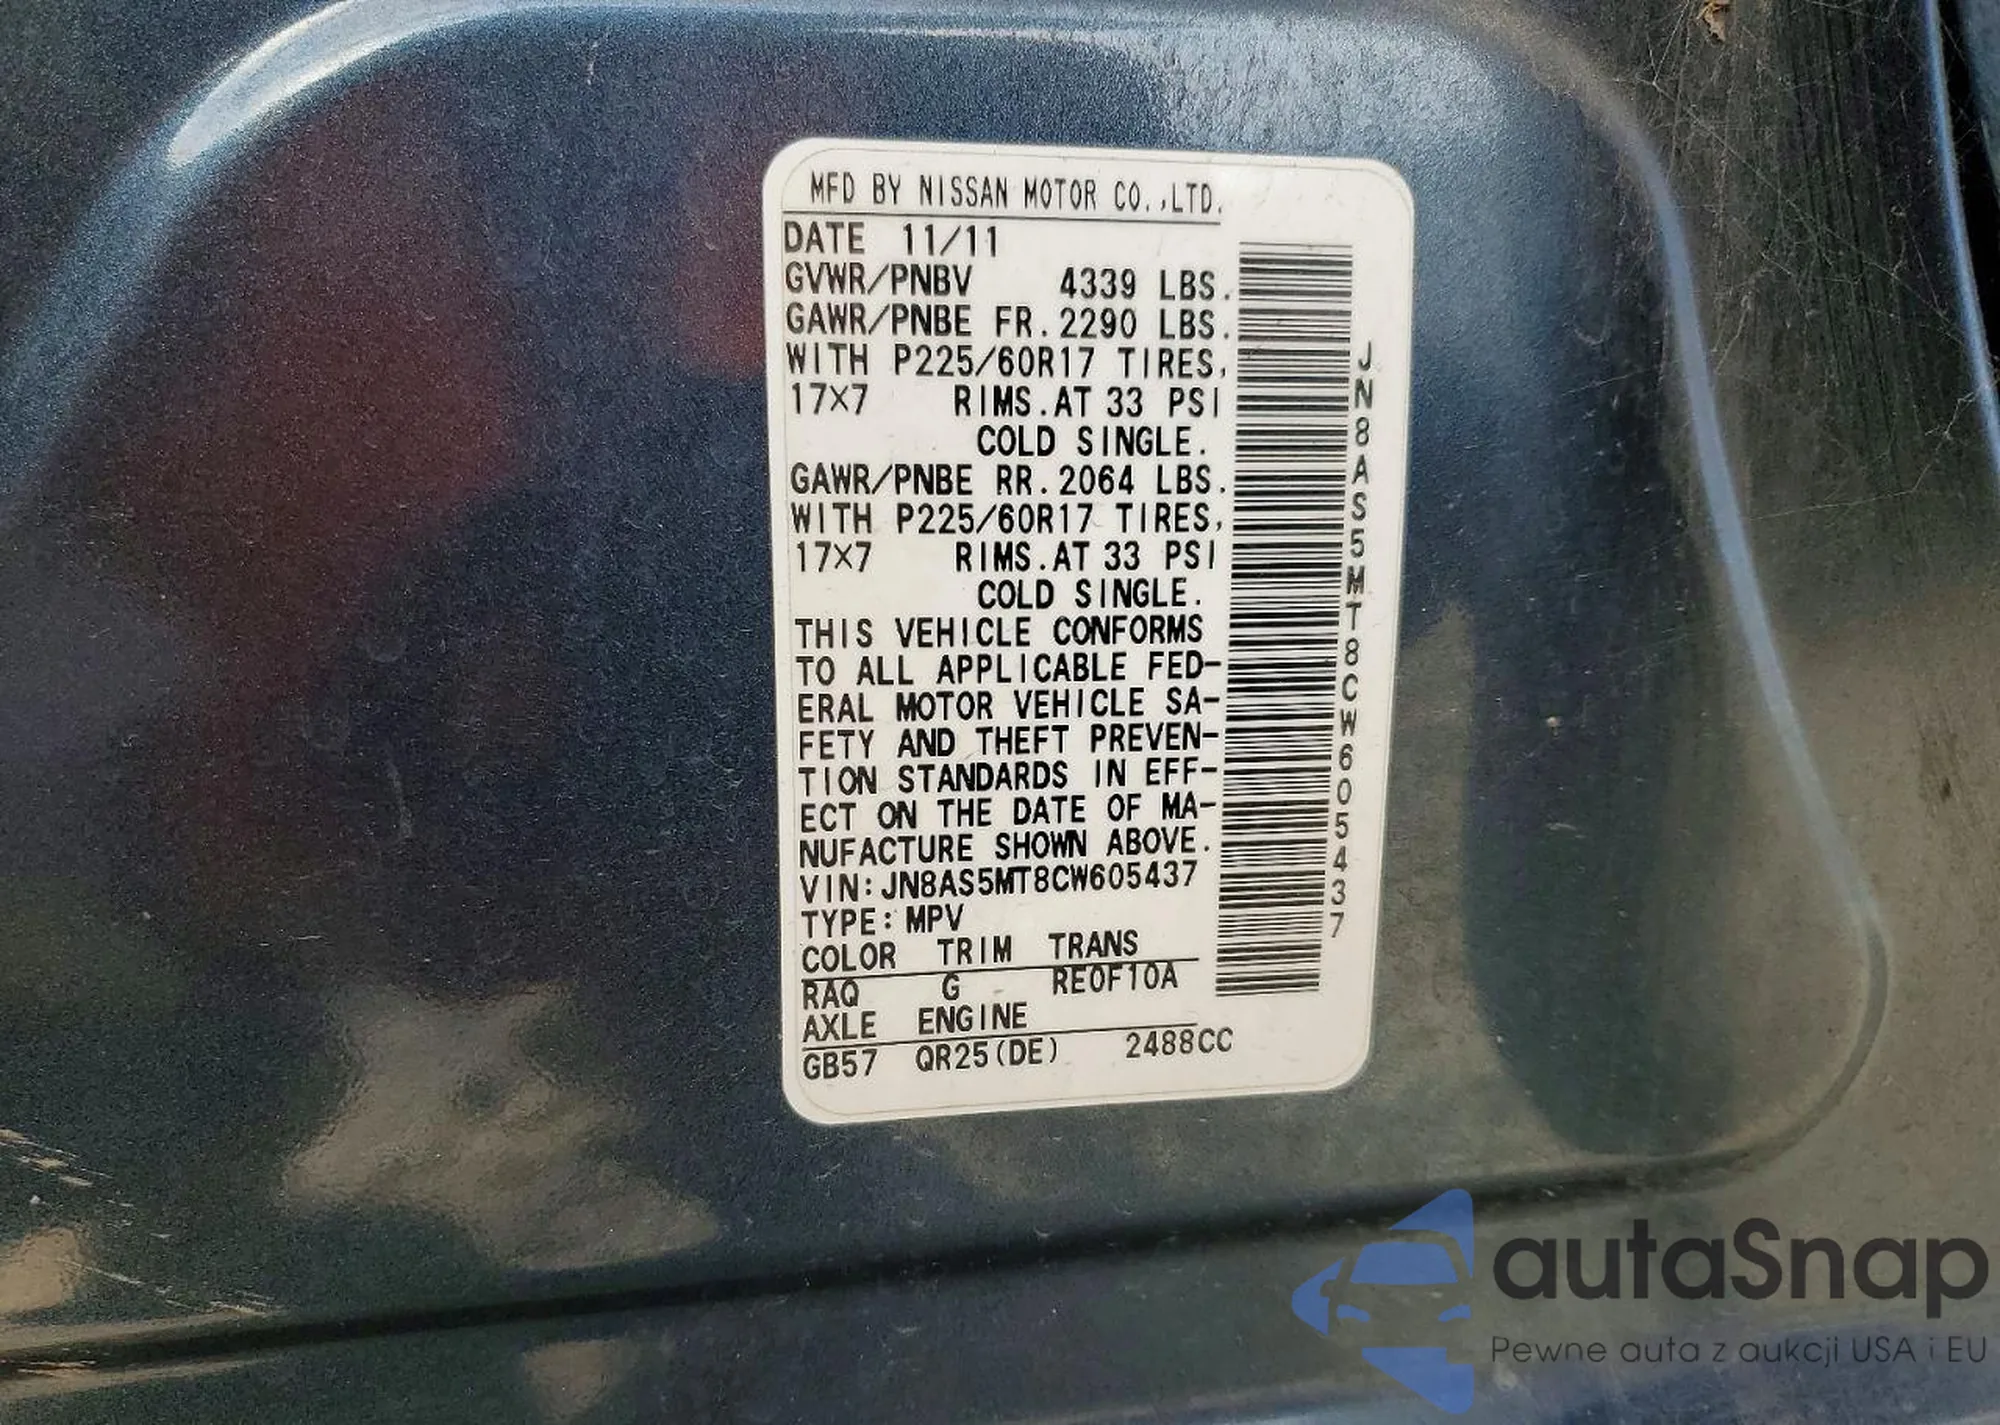 MFD BY NISSAN MOTOR CO.,LTD.
DATE 11/11
GVWR/PNBV 4339 LBS.
GAWR/PNBE FR.2290 LBS.
WITH P225/60R17 TIRES,
17X7 RIMS.AT 33 PSI
COLD SINGLE.
GAWR/PNBE RR.2064 LBS.
WITH P225/60R17 TIRES,
17X7 RIMS.AT 33 PSI
COLD SINGLE.
THIS VEHICLE CONFORMS
TO ALL APPLICABLE FED-
ERAL MOTOR VEHICLE SA-
FETY AND THEFT PREVEN-
TION STANDARDS IN EFF-
ECT ON THE DATE OF MA-
NUFACTURE SHOWN ABOVE.
VIN:JN8AS5MT8CW605437
TYPE:MPV
COLOR TRIM TRANS
RAQ G RE0F10A
AXLE ENGINE
GB57 QR25(DE) 2488CC
JN8AS5MT8CW605437
autaSnap
Pewne auta z aukcji USA i EU